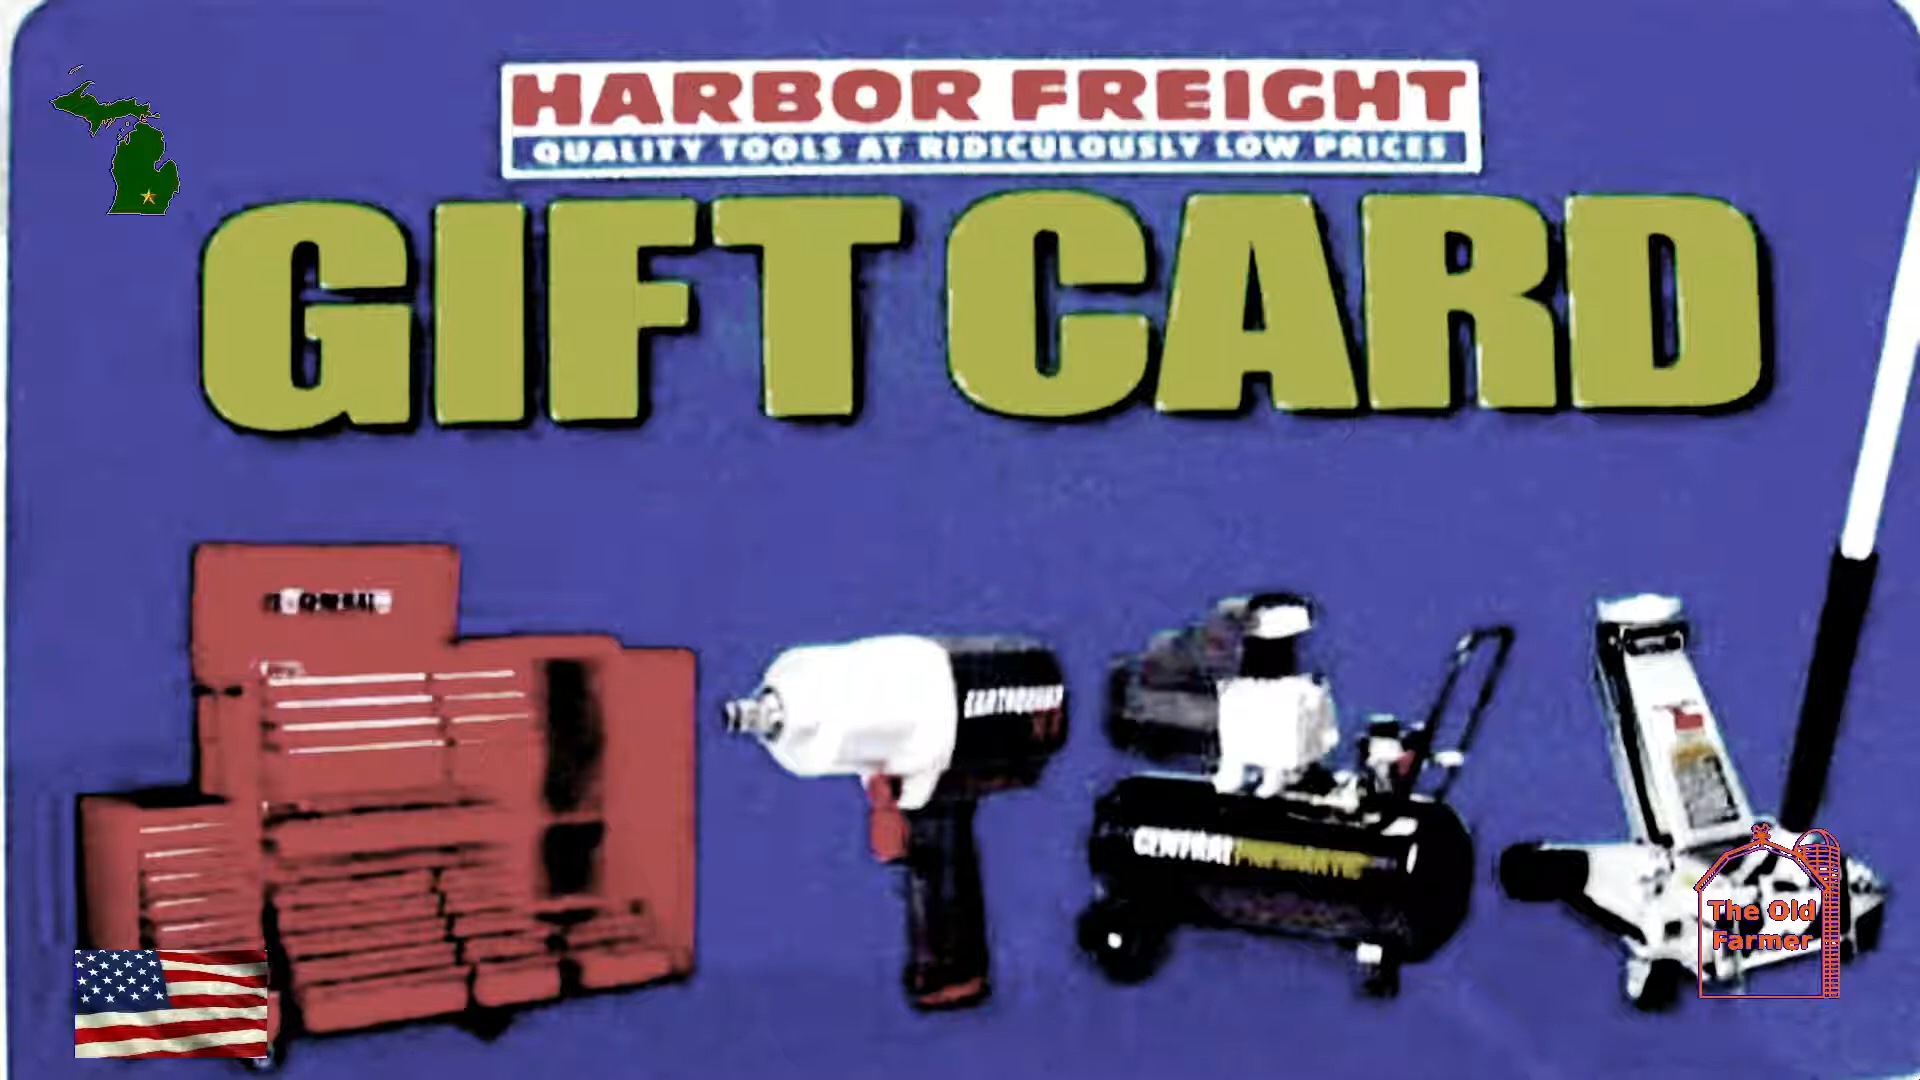 HARBOR FREIGHT
QUALITY TOOLS AT RIDICULOUSLY LOW PRICES
GIFT CARD
EARTHQUAKE
CENTRAL PNEUMATIC
The Old
Farmer